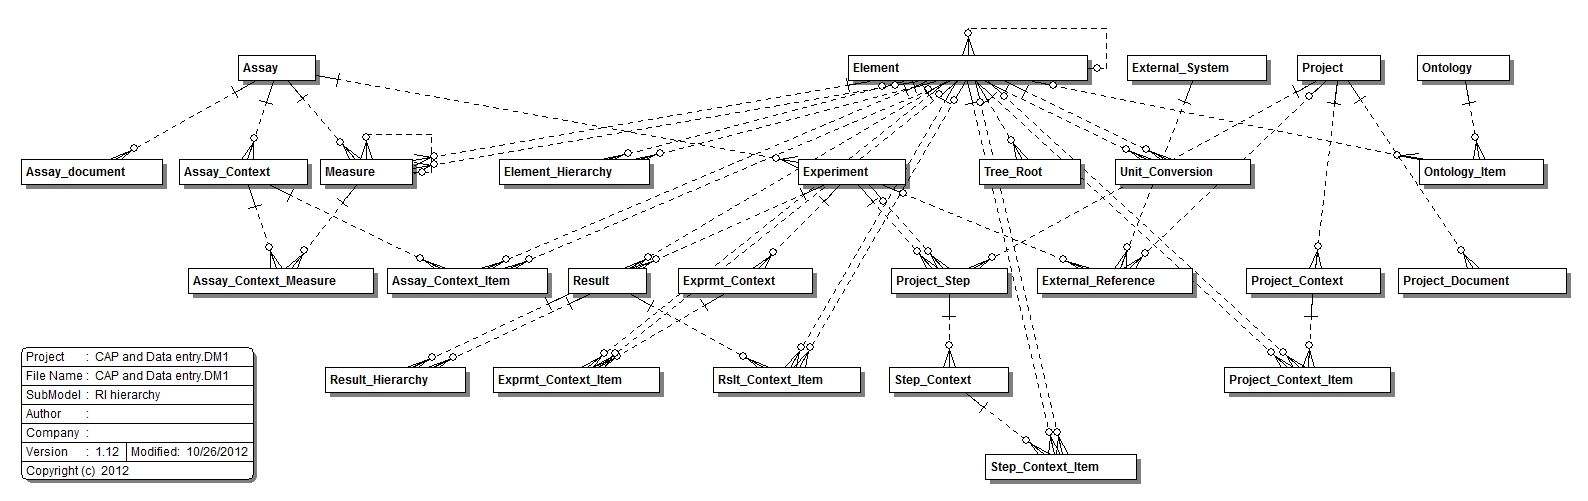 Assay
Element
External_System
Project
Ontology
Assay_document
Assay_Context
Measure
Element_Hierarchy
Experiment
Tree_Root
Unit_Conversion
Ontology_Item
Assay_Context_Measure
Assay_Context_Item
Result
Exprmt_Context
Project_Step
External_Reference
Project_Context
Project_Document
Result_Hierarchy
Exprmt_Context_Item
Rslt_Context_Item
Step_Context
Project_Context_Item
Step_Context_Item
Project : CAP and Data entry.DM1
File Name : CAP and Data entry.DM1
SubModel : RI hierarchy
Author :
Company :
Version : 1.12 Modified: 10/26/2012
Copyright (c) 2012